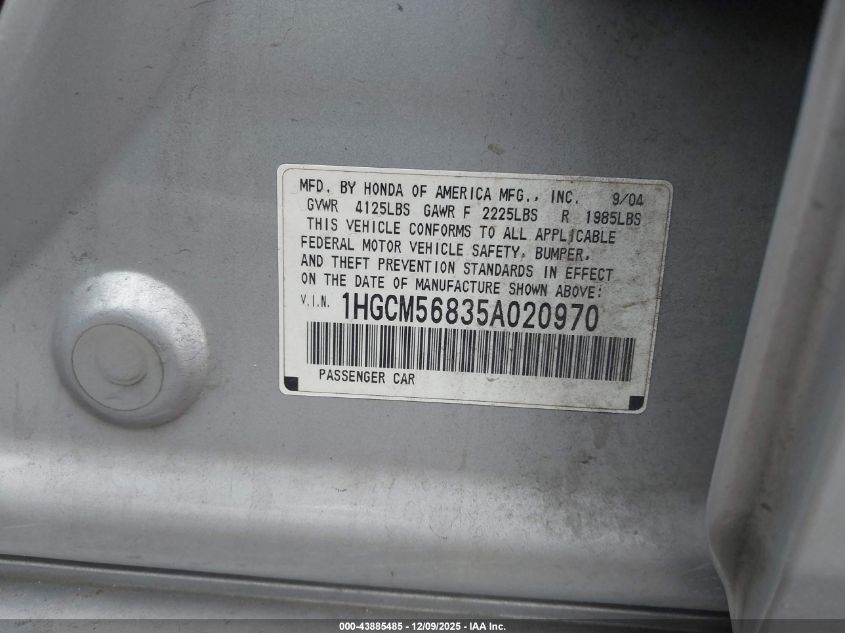 MFD. BY HONDA OF AMERICA MFG., INC. 9/04
GVWR 4125LBS GAWR F 2225LBS R 1985LBS
THIS VEHICLE CONFORMS TO ALL APPLICABLE
FEDERAL MOTOR VEHICLE SAFETY, BUMPER,
AND THEFT PREVENTION STANDARDS IN EFFECT
ON THE DATE OF MANUFACTURE SHOWN ABOVE:
V.I.N. 1HGCM56835A020970
PASSENGER CAR
000-43885485 - 12/09/2025 - IAA Inc.